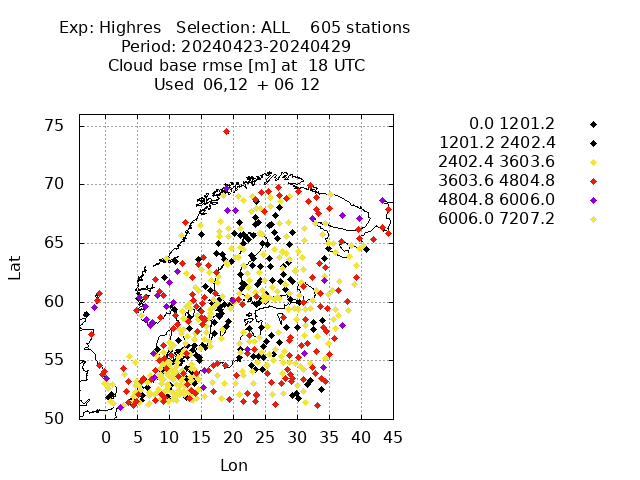 Exp: Highres   Selection: ALL    605 stations
Period: 20240423-20240429
Cloud base rmse [m] at  18 UTC
Used  06,12  + 06 12
75
70
65
60
55
50
Lat
0 5 10 15 20 25 30 35 40 45
Lon
0.0 1201.2
1201.2 2402.4
2402.4 3603.6
3603.6 4804.8
4804.8 6006.0
6006.0 7207.2